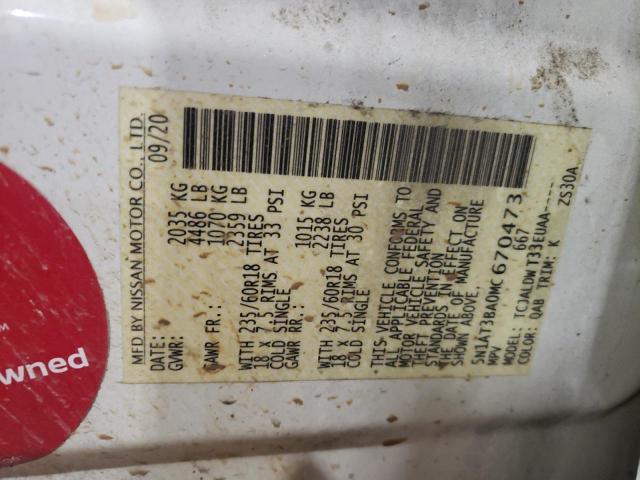 MFD BY NISSAN MOTOR CO., LTD.
DATE: 09/20
GVWR: 2035 KG
4486 LB
GAWR FR.: 1070 KG
2359 LB
WITH 235/60R18 TIRES
18 X 7.5 RIMS AT 33 PSI
COLD SINGLE
GAWR RR.: 1015 KG
2238 LB
WITH 235/60R18 TIRES
18 X 7.5 RIMS AT 30 PSI
COLD SINGLE
THIS VEHICLE CONFORMS TO
ALL APPLICABLE FEDERAL
MOTOR VEHICLE SAFETY AND
THEFT PREVENTION
STANDARDS IN EFFECT ON
THE DATE OF MANUFACTURE
SHOWN ABOVE.
5N1AT3BA0MC670473
MPV 667
MODEL: TCJALDWT33EUAA-----
COLOR: QAB TRIM: K ZS30A
TM
wned